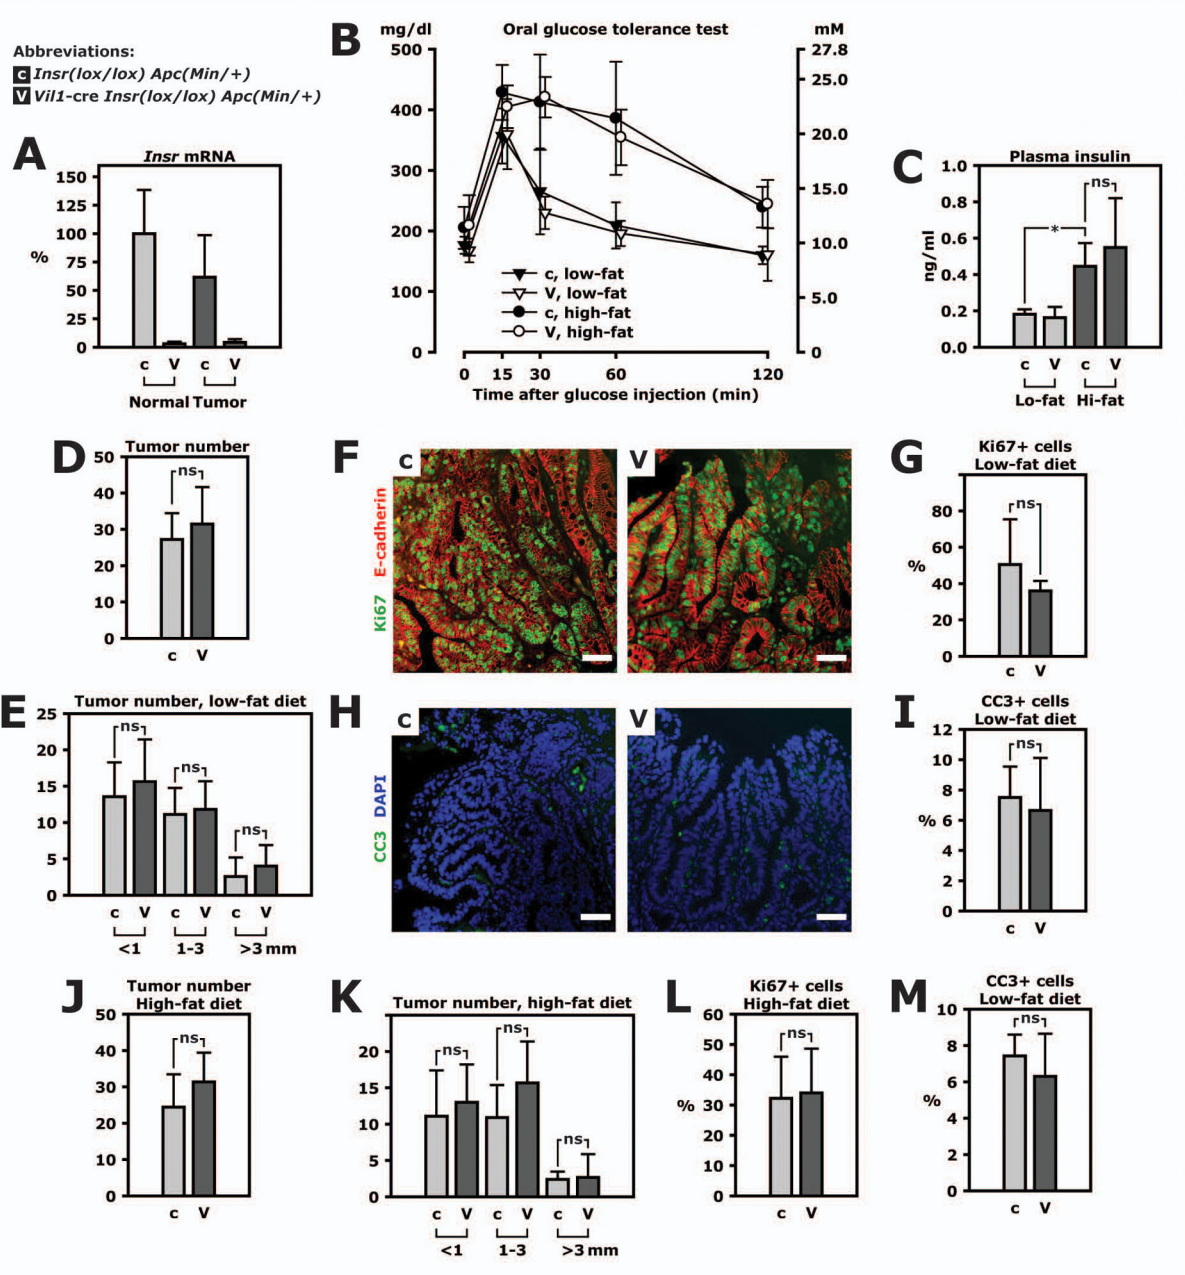 Abbreviations:
c Insr(lox/lox) Apc(Min/+)
V Vil1-cre Insr(lox/lox) Apc(Min/+)
A
Insr mRNA
%
150
125
100
75
50
25
0
c V c V
Normal Tumor
B
mg/dl Oral glucose tolerance test mM
500
400
300
200
100
0
27.8
25.0
20.0
15.0
10.0
5.0
0
c, low-fat
V, low-fat
c, high-fat
V, high-fat
0 15 30 60 120
Time after glucose injection (min)
C
Plasma insulin
ng/ml
1.0
0.8
0.6
0.4
0.2
0.0
ns
*
c V c V
Lo-fat Hi-fat
D
Tumor number
50
40
30
20
10
0
ns
c V
F
c V
Ki67 E-cadherin
G
Ki67+ cells
Low-fat diet
%
80
60
40
20
0
ns
c V
E
Tumor number, low-fat diet
25
20
15
10
5
0
ns
ns
ns
c V c V c V
<1 1-3 >3 mm
H
c V
CC3 DAPI
I
CC3+ cells
Low-fat diet
%
12
10
8
6
4
2
0
ns
c V
J
Tumor number
High-fat diet
50
40
30
20
10
0
ns
c V
K
Tumor number, high-fat diet
20
15
10
5
0
ns
ns
ns
c V c V c V
<1 1-3 >3 mm
L
Ki67+ cells
High-fat diet
%
60
50
40
30
20
10
0
ns
c V
M
CC3+ cells
Low-fat diet
%
10
8
6
4
2
0
ns
c V